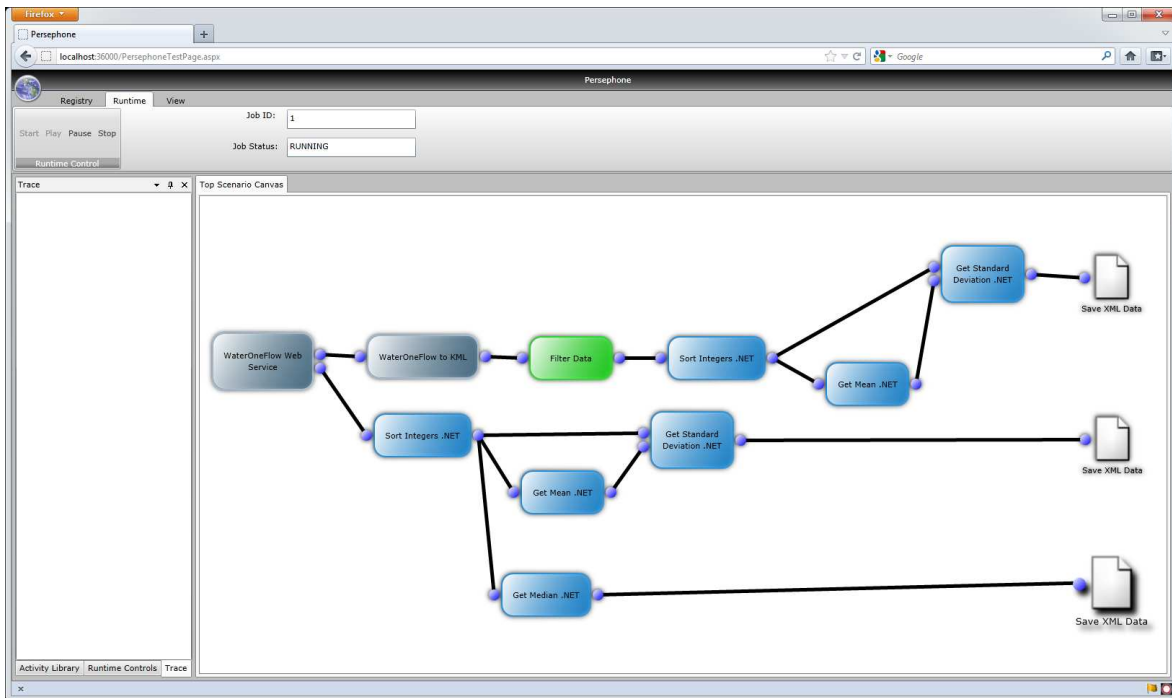 Firefox
Persephone
localhost:36000/PersephoneTestPage.aspx
Google
Persephone
Registry Runtime View
Start Play Pause Stop
Runtime Control
Job ID: 1
Job Status: RUNNING
Trace
Top Scenario Canvas
Get Standard
Deviation .NET
Save XML Data
WaterOneFlow Web
Service
WaterOneFlow to KML
Filter Data
Sort Integers .NET
Get Mean .NET
Sort Integers .NET
Get Standard
Deviation .NET
Save XML Data
Get Mean .NET
Get Median .NET
Save XML Data
Activity Library Runtime Controls Trace